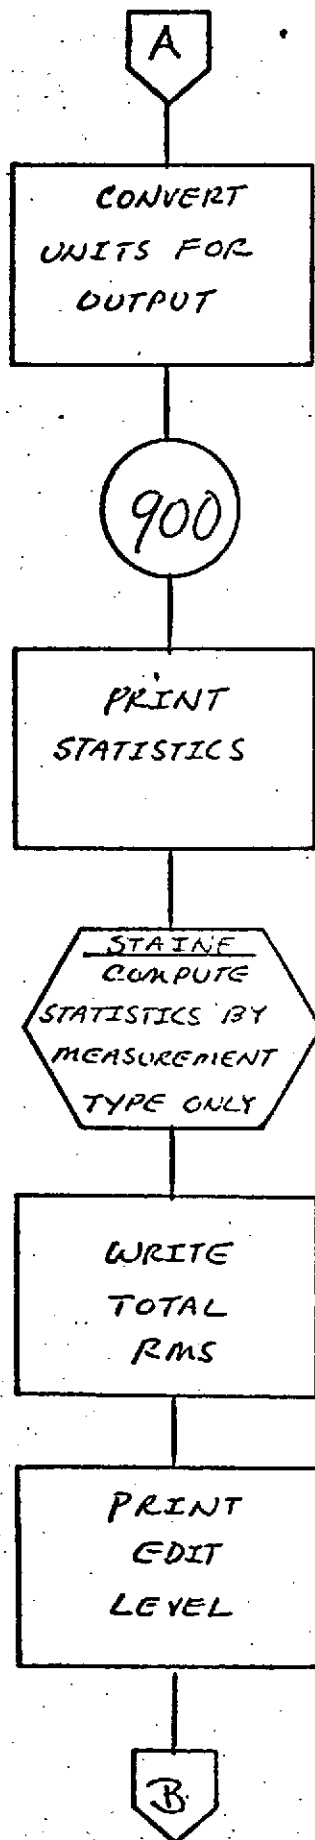 A
CONVERT
UNITS FOR
OUTPUT
900
PRINT
STATISTICS
STAINF
COMPUTE
STATISTICS BY
MEASUREMENT
TYPE ONLY
WRITE
TOTAL
RMS
PRINT
EDIT
LEVEL
B